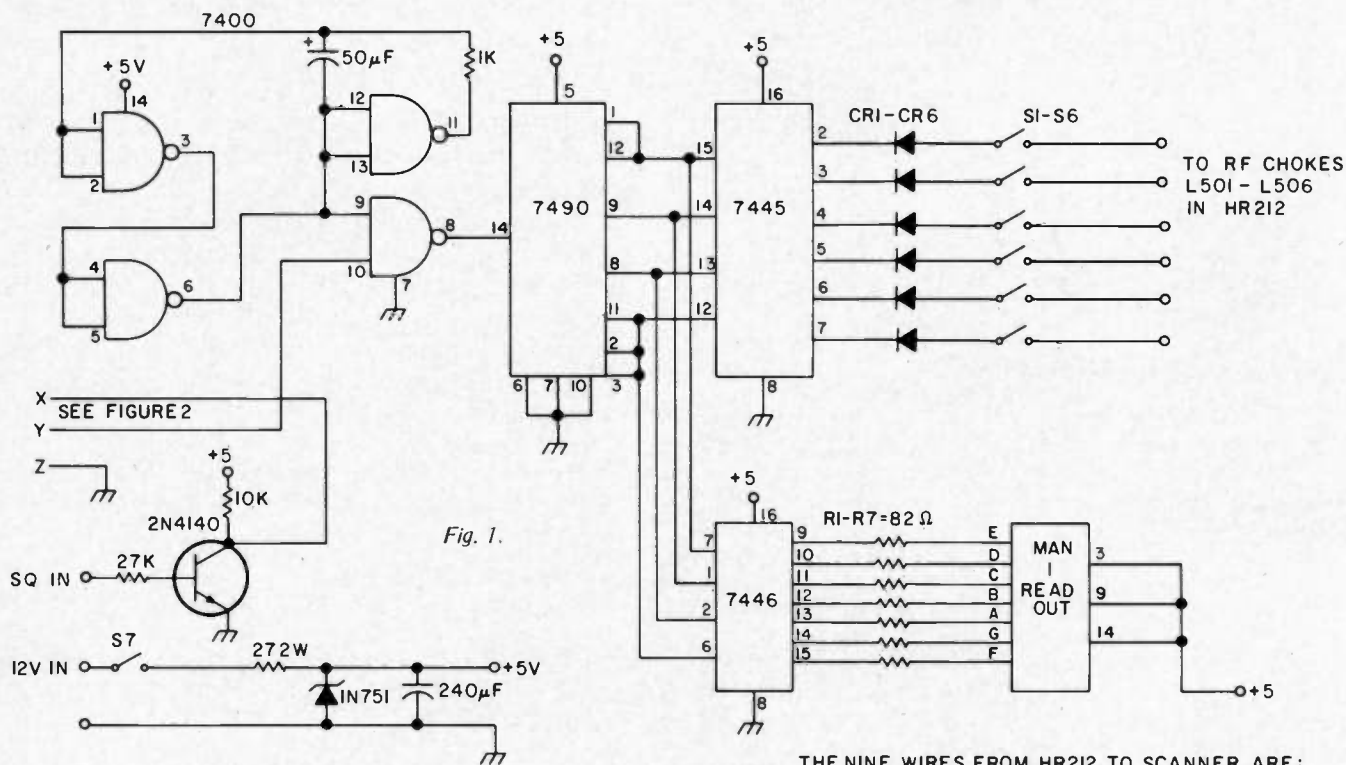 7400
+
50µF
1K
+5V
14
1
2
3
12
13
11
4
5
6
9
10
8
7
14
+5
5
7490
1
12
9
8
11
2
3
6 7 10
+5
16
7445
15
14
13
12
2
3
4
5
6
7
8
CR1-CR6
S1-S6
TO RF CHOKES
L501 - L506
IN HR212
X
SEE FIGURE 2
Y
Z
+5
10K
2N4140
27K
SQ IN
Fig. 1.
S7
12V IN
27 2W
IN751
240µF
+5V
+5
16
7446
7
1
2
6
8
R1-R7=82Ω
9 E
10 D
11 C
12 B
13 A
14 G
15 F
MAN
1
READ
OUT
3
9
14
+5
THE NINE WIRES FROM HR212 TO SCANNER ARE: